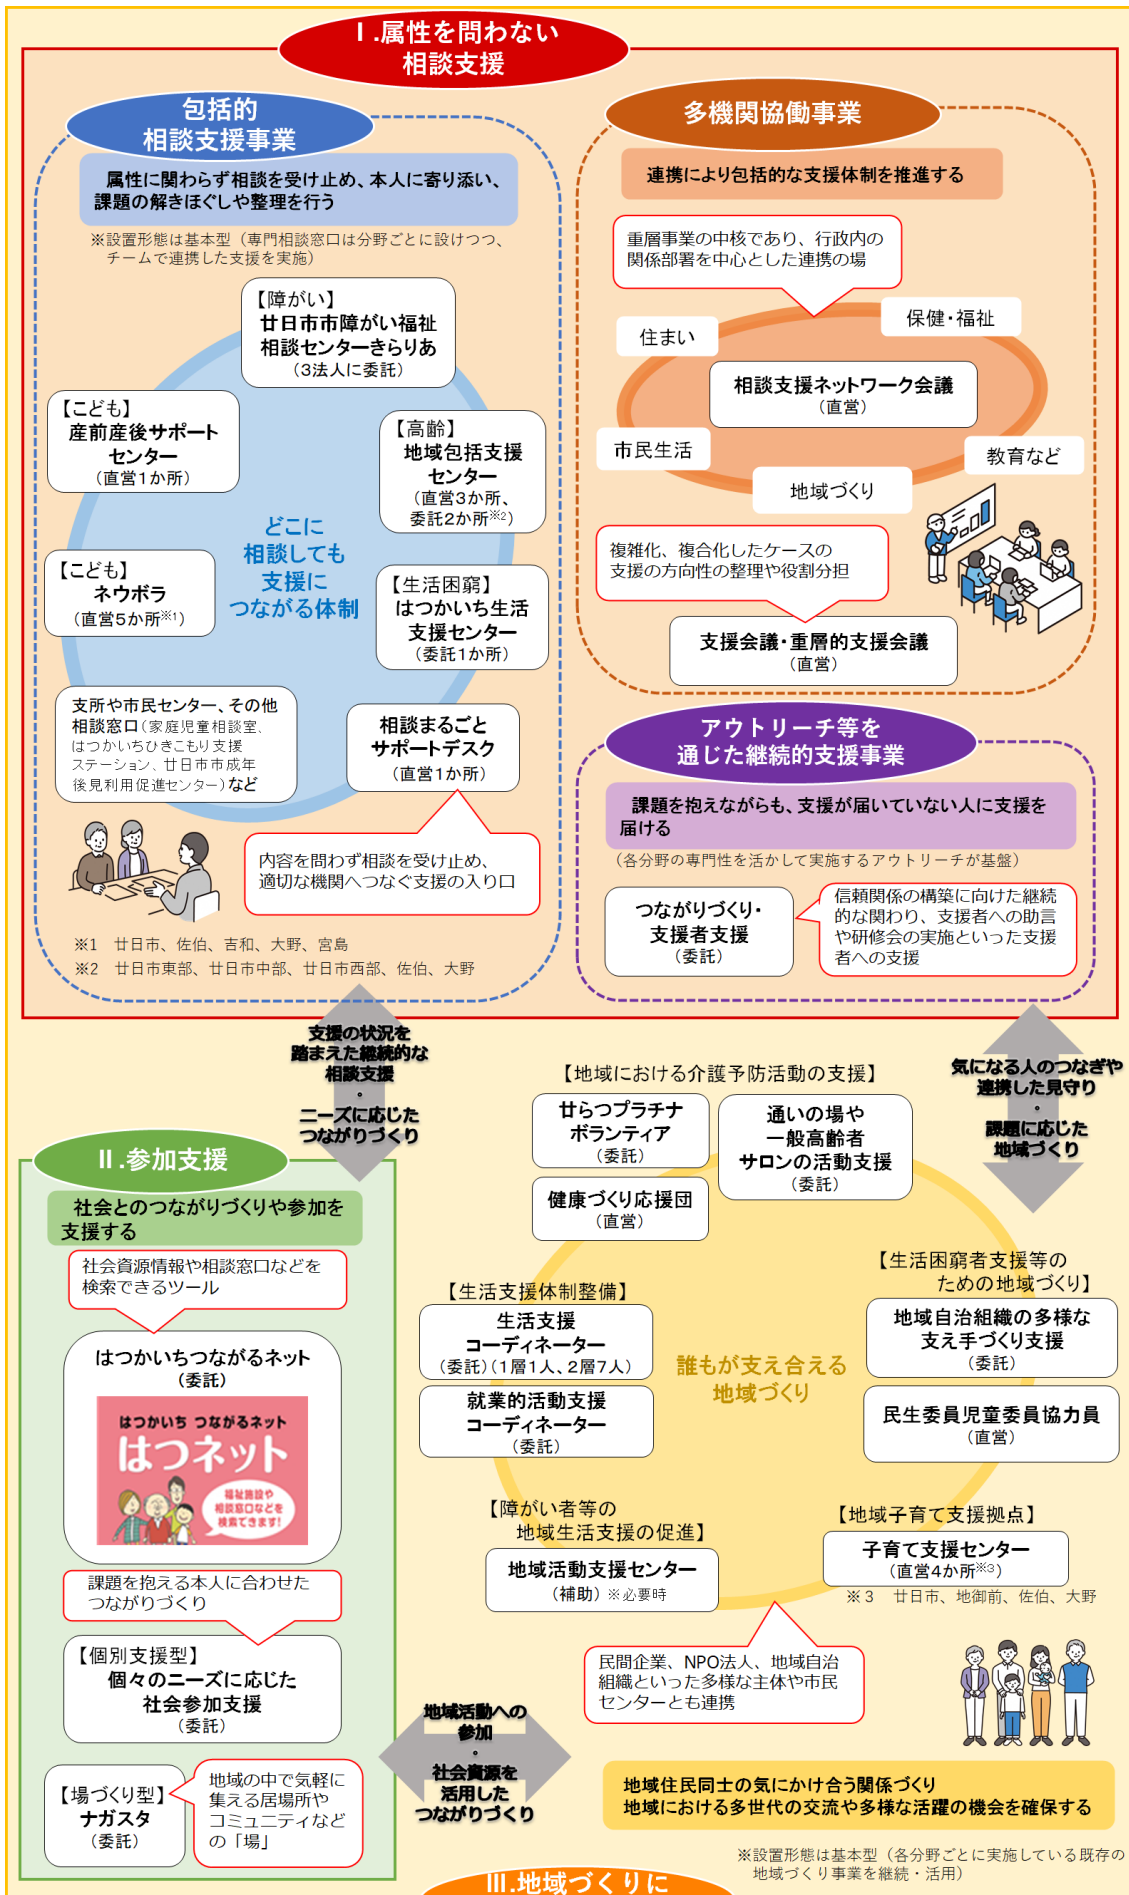 Ⅰ.属性を問わない
相談支援
包括的
相談支援事業
属性に関わらず相談を受け止め、本人に寄り添い、
課題の解きほぐしや整理を行う
※設置形態は基本型（専門相談窓口は分野ごとに設けつつ、
チームで連携した支援を実施）
【障がい】
廿日市市障がい福祉
相談センターきらりあ
（3法人に委託）
【こども】
産前産後サポート
センター
（直営1か所）
【高齢】
地域包括支援
センター
（直営3か所、
委託2か所※2）
どこに
相談しても
支援に
つながる体制
【こども】
ネウボラ
（直営5か所※1）
【生活困窮】
はつかいち生活
支援センター
（委託1か所）
支所や市民センター、その他
相談窓口（家庭児童相談室、
はつかいちひきこもり支援
ステーション、廿日市市成年
後見利用促進センター）など
相談まるごと
サポートデスク
（直営1か所）
内容を問わず相談を受け止め、
適切な機関へつなぐ支援の入り口
※1　廿日市、佐伯、吉和、大野、宮島
※2　廿日市東部、廿日市中部、廿日市西部、佐伯、大野
多機関協働事業
連携により包括的な支援体制を推進する
重層事業の中核であり、行政内の
関係部署を中心とした連携の場
住まい
保健・福祉
相談支援ネットワーク会議
（直営）
市民生活
教育など
地域づくり
複雑化、複合化したケースの
支援の方向性の整理や役割分担
支援会議・重層的支援会議
（直営）
アウトリーチ等を
通じた継続的支援事業
課題を抱えながらも、支援が届いていない人に支援を
届ける
（各分野の専門性を活かして実施するアウトリーチが基盤）
つながりづくり・
支援者支援
（委託）
信頼関係の構築に向けた継続
的な関わり、支援者への助言
や研修会の実施といった支援
者への支援
支援の状況を
踏まえた継続的な
相談支援
・
ニーズに応じた
つながりづくり
気になる人のつなぎや
連携した見守り
・
課題に応じた
地域づくり
Ⅱ.参加支援
社会とのつながりづくりや参加を
支援する
社会資源情報や相談窓口などを
検索できるツール
はつかいちつながるネット
（委託）
はつかいち つながるネット
はつネット
福祉施設や
相談窓口などを
検索できます!
課題を抱える本人に合わせた
つながりづくり
【個別支援型】
個々のニーズに応じた
社会参加支援
（委託）
【場づくり型】
ナガスタ
（委託）
地域の中で気軽に
集える居場所や
コミュニティなど
の「場」
地域活動への
参加
・
社会資源を
活用した
つながりづくり
【地域における介護予防活動の支援】
廿らつプラチナ
ボランティア
（委託）
通いの場や
一般高齢者
サロンの活動支援
（委託）
健康づくり応援団
（直営）
【生活支援体制整備】
生活支援
コーディネーター
（委託）（1層1人、2層7人）
就業的活動支援
コーディネーター
（委託）
誰もが支え合える
地域づくり
【生活困窮者支援等の
ための地域づくり】
地域自治組織の多様な
支え手づくり支援
（委託）
民生委員児童委員協力員
（直営）
【障がい者等の
地域生活支援の促進】
地域活動支援センター
（補助）※必要時
【地域子育て支援拠点】
子育て支援センター
（直営4か所※3）
※３　廿日市、地御前、佐伯、大野
民間企業、NPO法人、地域自治
組織といった多様な主体や市民
センターとも連携
地域住民同士の気にかけ合う関係づくり
地域における多世代の交流や多様な活躍の機会を確保する
※設置形態は基本型（各分野ごとに実施している既存の
地域づくり事業を継続・活用）
Ⅲ.地域づくりに